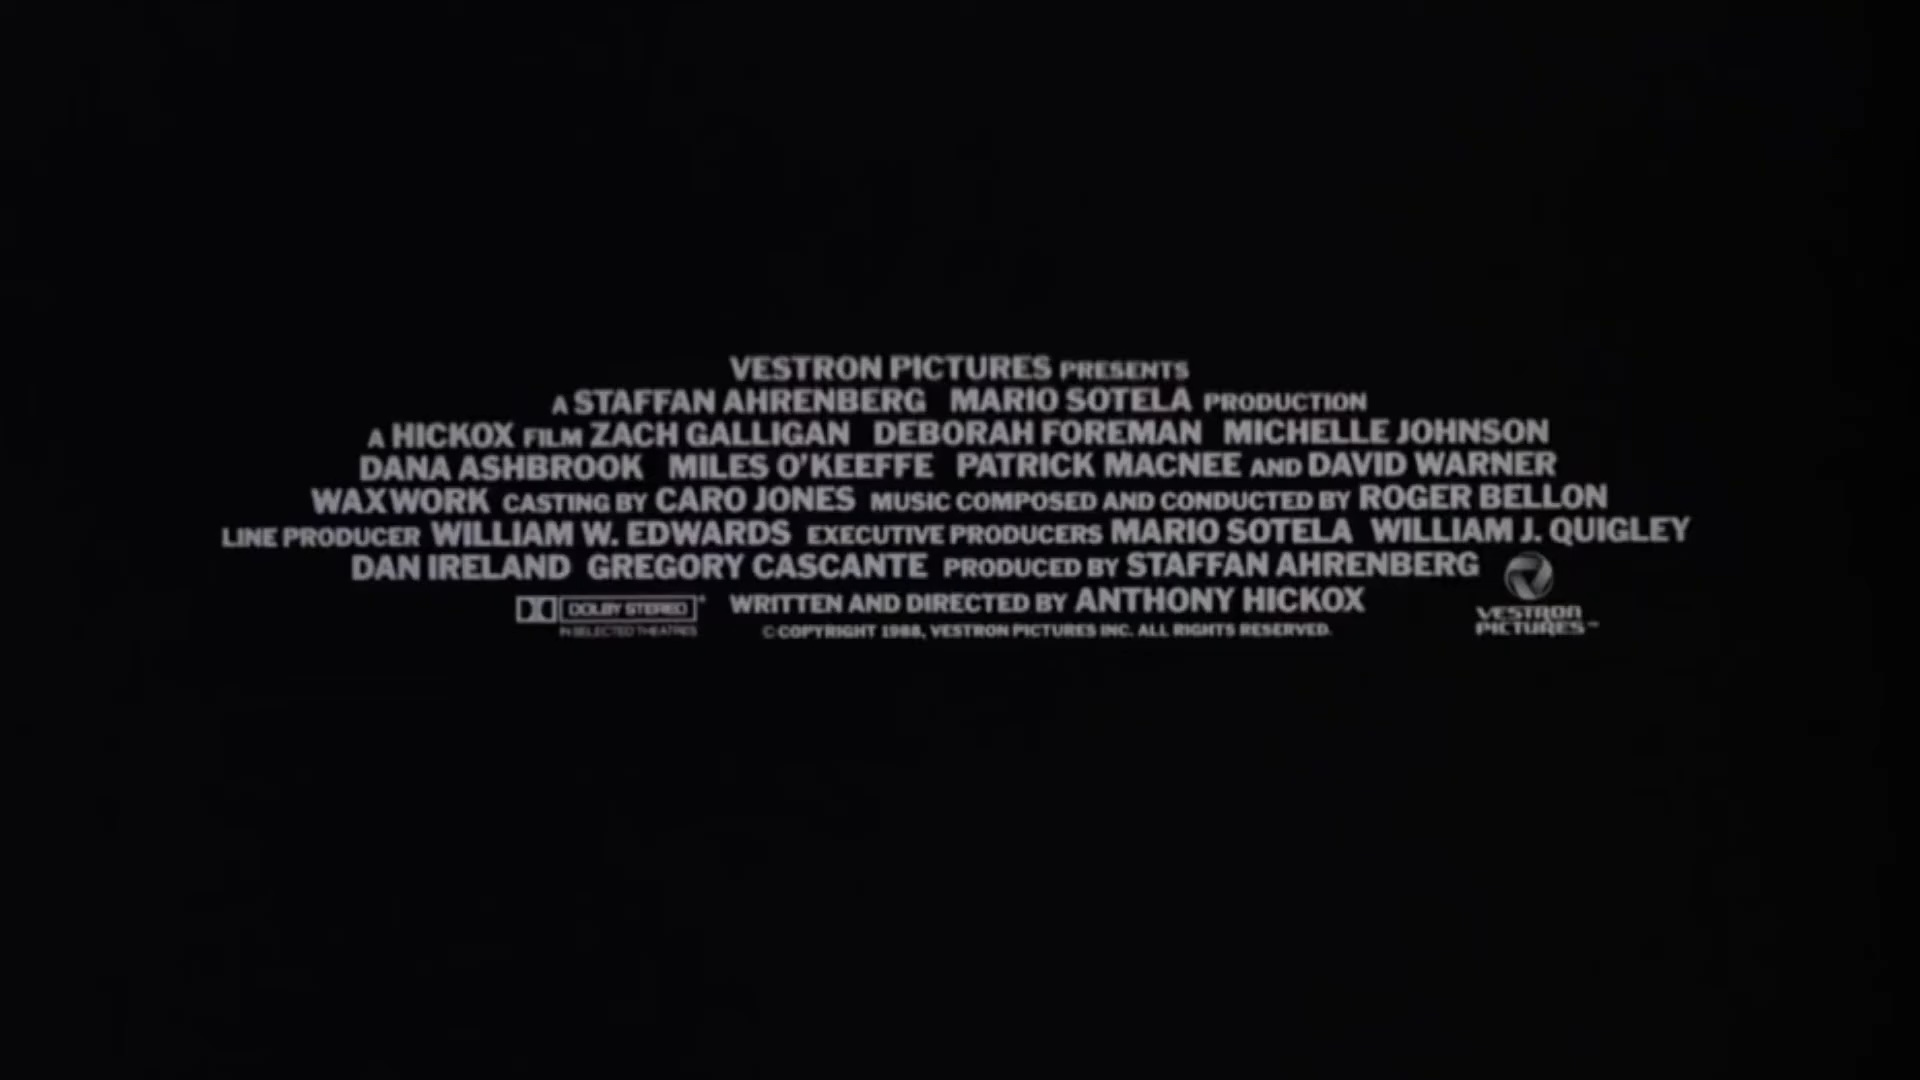 VESTRON PICTURES PRESENTS
A STAFFAN AHRENBERG MARIO SOTELA PRODUCTION
A HICKOX FILM ZACH GALLIGAN DEBORAH FOREMAN MICHELLE JOHNSON
DANA ASHBROOK MILES O'KEEFFE PATRICK MACNEE AND DAVID WARNER
WAXWORK CASTING BY CARO JONES MUSIC COMPOSED AND CONDUCTED BY ROGER BELLON
LINE PRODUCER WILLIAM W. EDWARDS EXECUTIVE PRODUCERS MARIO SOTELA WILLIAM J. QUIGLEY
DAN IRELAND GREGORY CASCANTE PRODUCED BY STAFFAN AHRENBERG
DOLBY STEREO
IN SELECTED THEATRES
WRITTEN AND DIRECTED BY ANTHONY HICKOX
© COPYRIGHT 1988, VESTRON PICTURES INC. ALL RIGHTS RESERVED.
VESTRON
PICTURES™